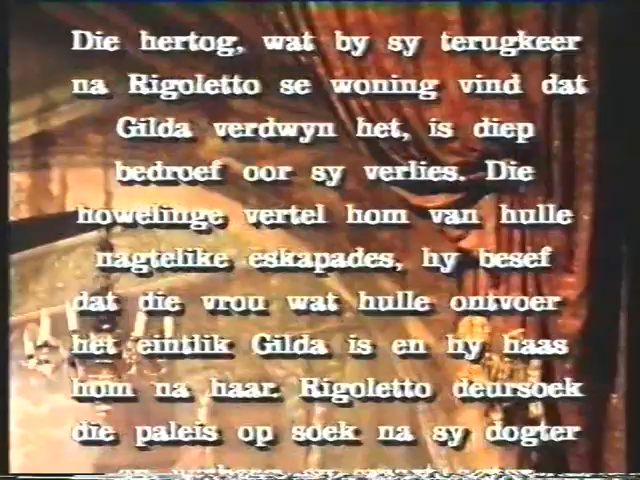 Die hertog, wat by sy terugkeer
na Rigoletto se woning vind dat
Gilda verdwyn het, is diep
bedroef oor sy verlies. Die
howelinge vertel hom van hulle
nagtelike eskapades, hy besef
dat die vrou wat hulle ontvoer
het eintlik Gilda is en hy haas
hom na haar. Rigoletto deursoek
die paleis op soek na sy dogter